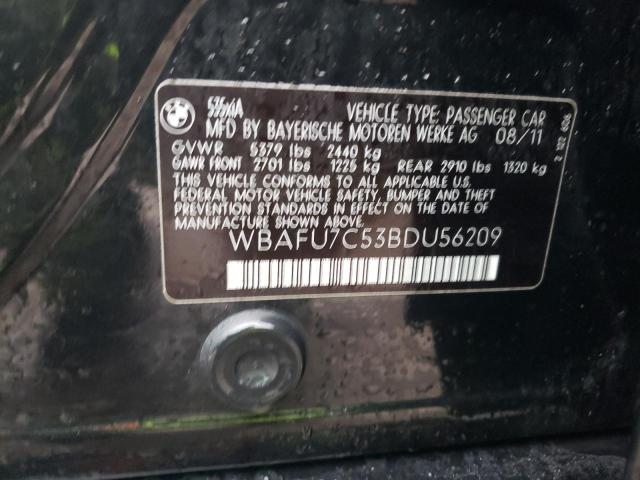 BMW
535xiA
VEHICLE TYPE: PASSENGER CAR
MFD BY BAYERISCHE MOTOREN WERKE AG 08/11
GVWR 5379 lbs 2440 kg
GAWR FRONT 2701 lbs 1225 kg REAR 2910 lbs 1320 kg
THIS VEHICLE CONFORMS TO ALL APPLICABLE U.S.
FEDERAL MOTOR VEHICLE SAFETY, BUMPER, AND THEFT
PREVENTION STANDARDS IN EFFECT ON THE DATE OF
MANUFACTURE SHOWN ABOVE.
WBAFU7C53BDU56209